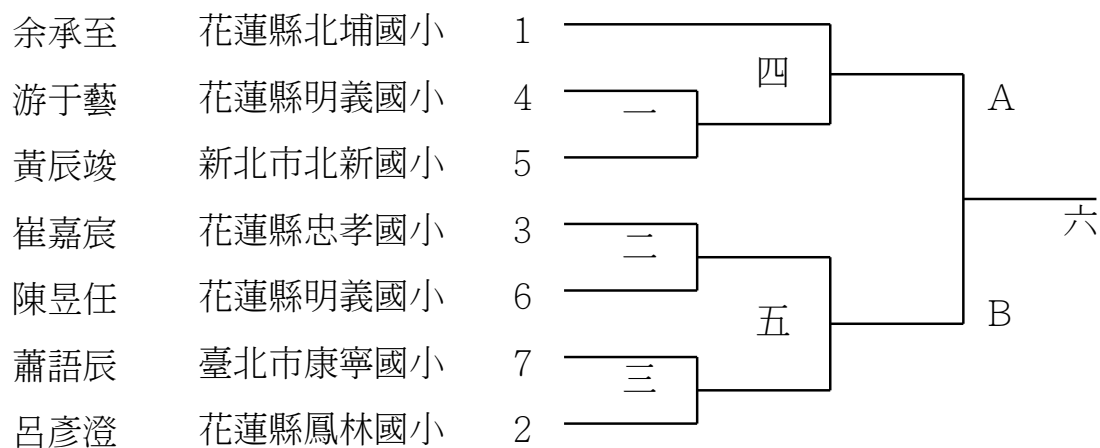 余承至 花蓮縣北埔國小 1
四
游于藝 花蓮縣明義國小 4 A
一
黃辰竣 新北市北新國小 5
崔嘉宸 花蓮縣忠孝國小 3 六
二
陳昱任 花蓮縣明義國小 6 B
五
蕭語辰 臺北市康寧國小 7
三
呂彥澄 花蓮縣鳳林國小 2